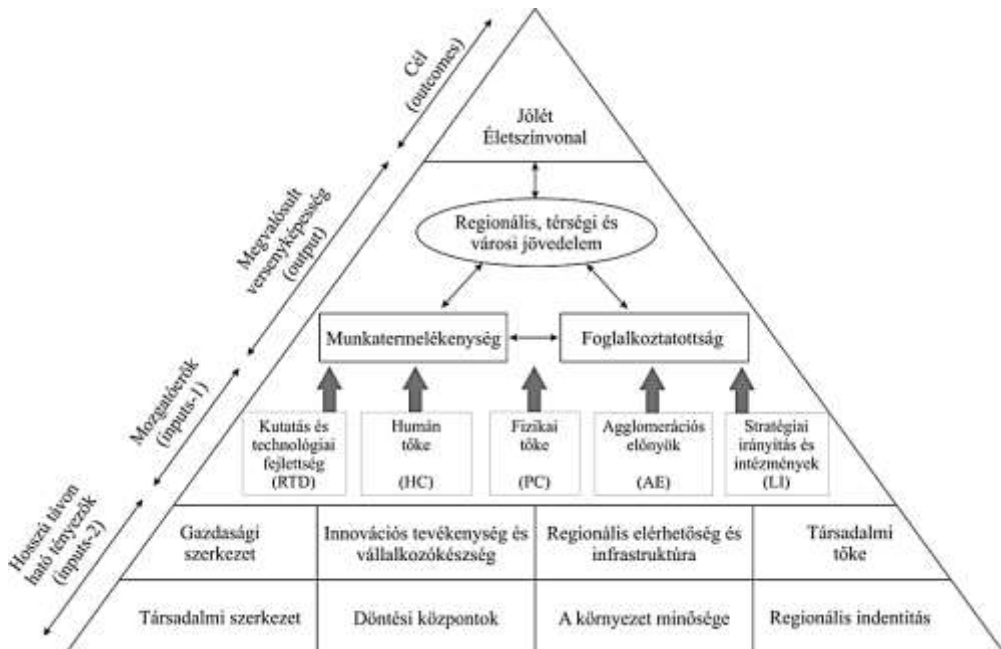 Cél
(outcomes)
Jólét
Életszínvonal
Megvalósult
versenyképesség
(output)
Regionális, térségi és
városi jövedelem
Munkatermelékenység
Foglalkoztatottság
Mozgatóerők
(inputs-1)
Kutatás és
technológiai
fejlettség
(RTD)
Humán
tőke
(HC)
Fizikai
tőke
(PC)
Agglomerációs
előnyök
(AE)
Stratégiai
irányítás és
intézmények
(LI)
Hosszú távon
ható tényezők
(inputs-2)
Gazdasági
szerkezet
Innovációs tevékenység és
vállalkozókészség
Regionális elérhetőség és
infrastruktúra
Társadalmi
tőke
Társadalmi szerkezet
Döntési központok
A környezet minősége
Regionális indentitás